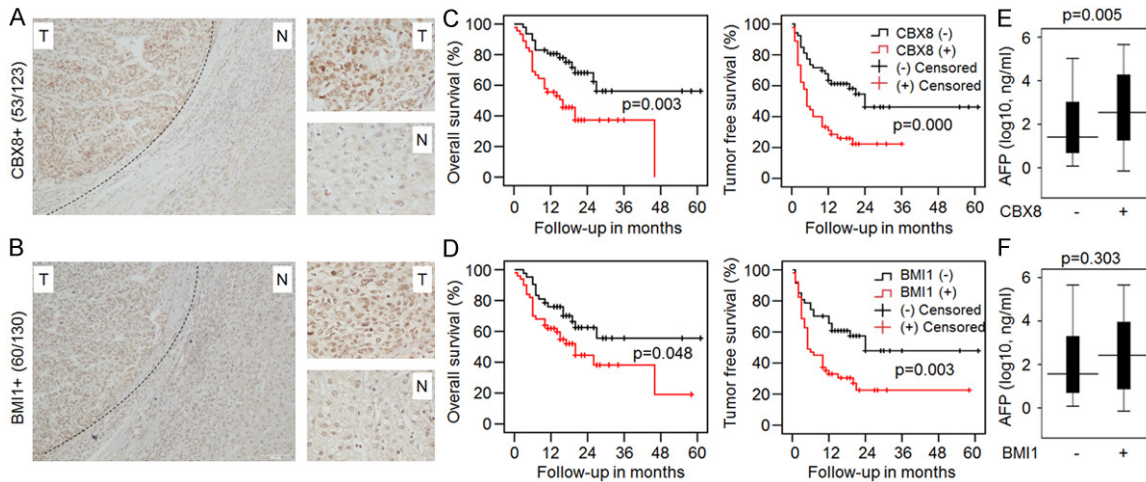 A
CBX8+ (53/123)
T
N
T
N
B
BMI1+ (60/130)
T
N
T
N
C
Overall survival (%)
100
80
60
40
20
0
p=0.003
0 12 24 36 48 60
Follow-up in months
Tumor free survival (%)
100
80
60
40
20
0
CBX8 (-)
CBX8 (+)
(-) Censored
(+) Censored
p=0.000
0 12 24 36 48 60
Follow-up in months
D
Overall survival (%)
100
80
60
40
20
0
p=0.048
0 12 24 36 48 60
Follow-up in months
Tumor free survival (%)
100
80
60
40
20
0
BMI1 (-)
BMI1 (+)
(-) Censored
(+) Censored
p=0.003
0 12 24 36 48 60
Follow-up in months
E
p=0.005
AFP (log10, ng/ml)
6
4
2
0
CBX8 - +
F
p=0.303
AFP (log10, ng/ml)
6
4
2
0
BMI1 - +